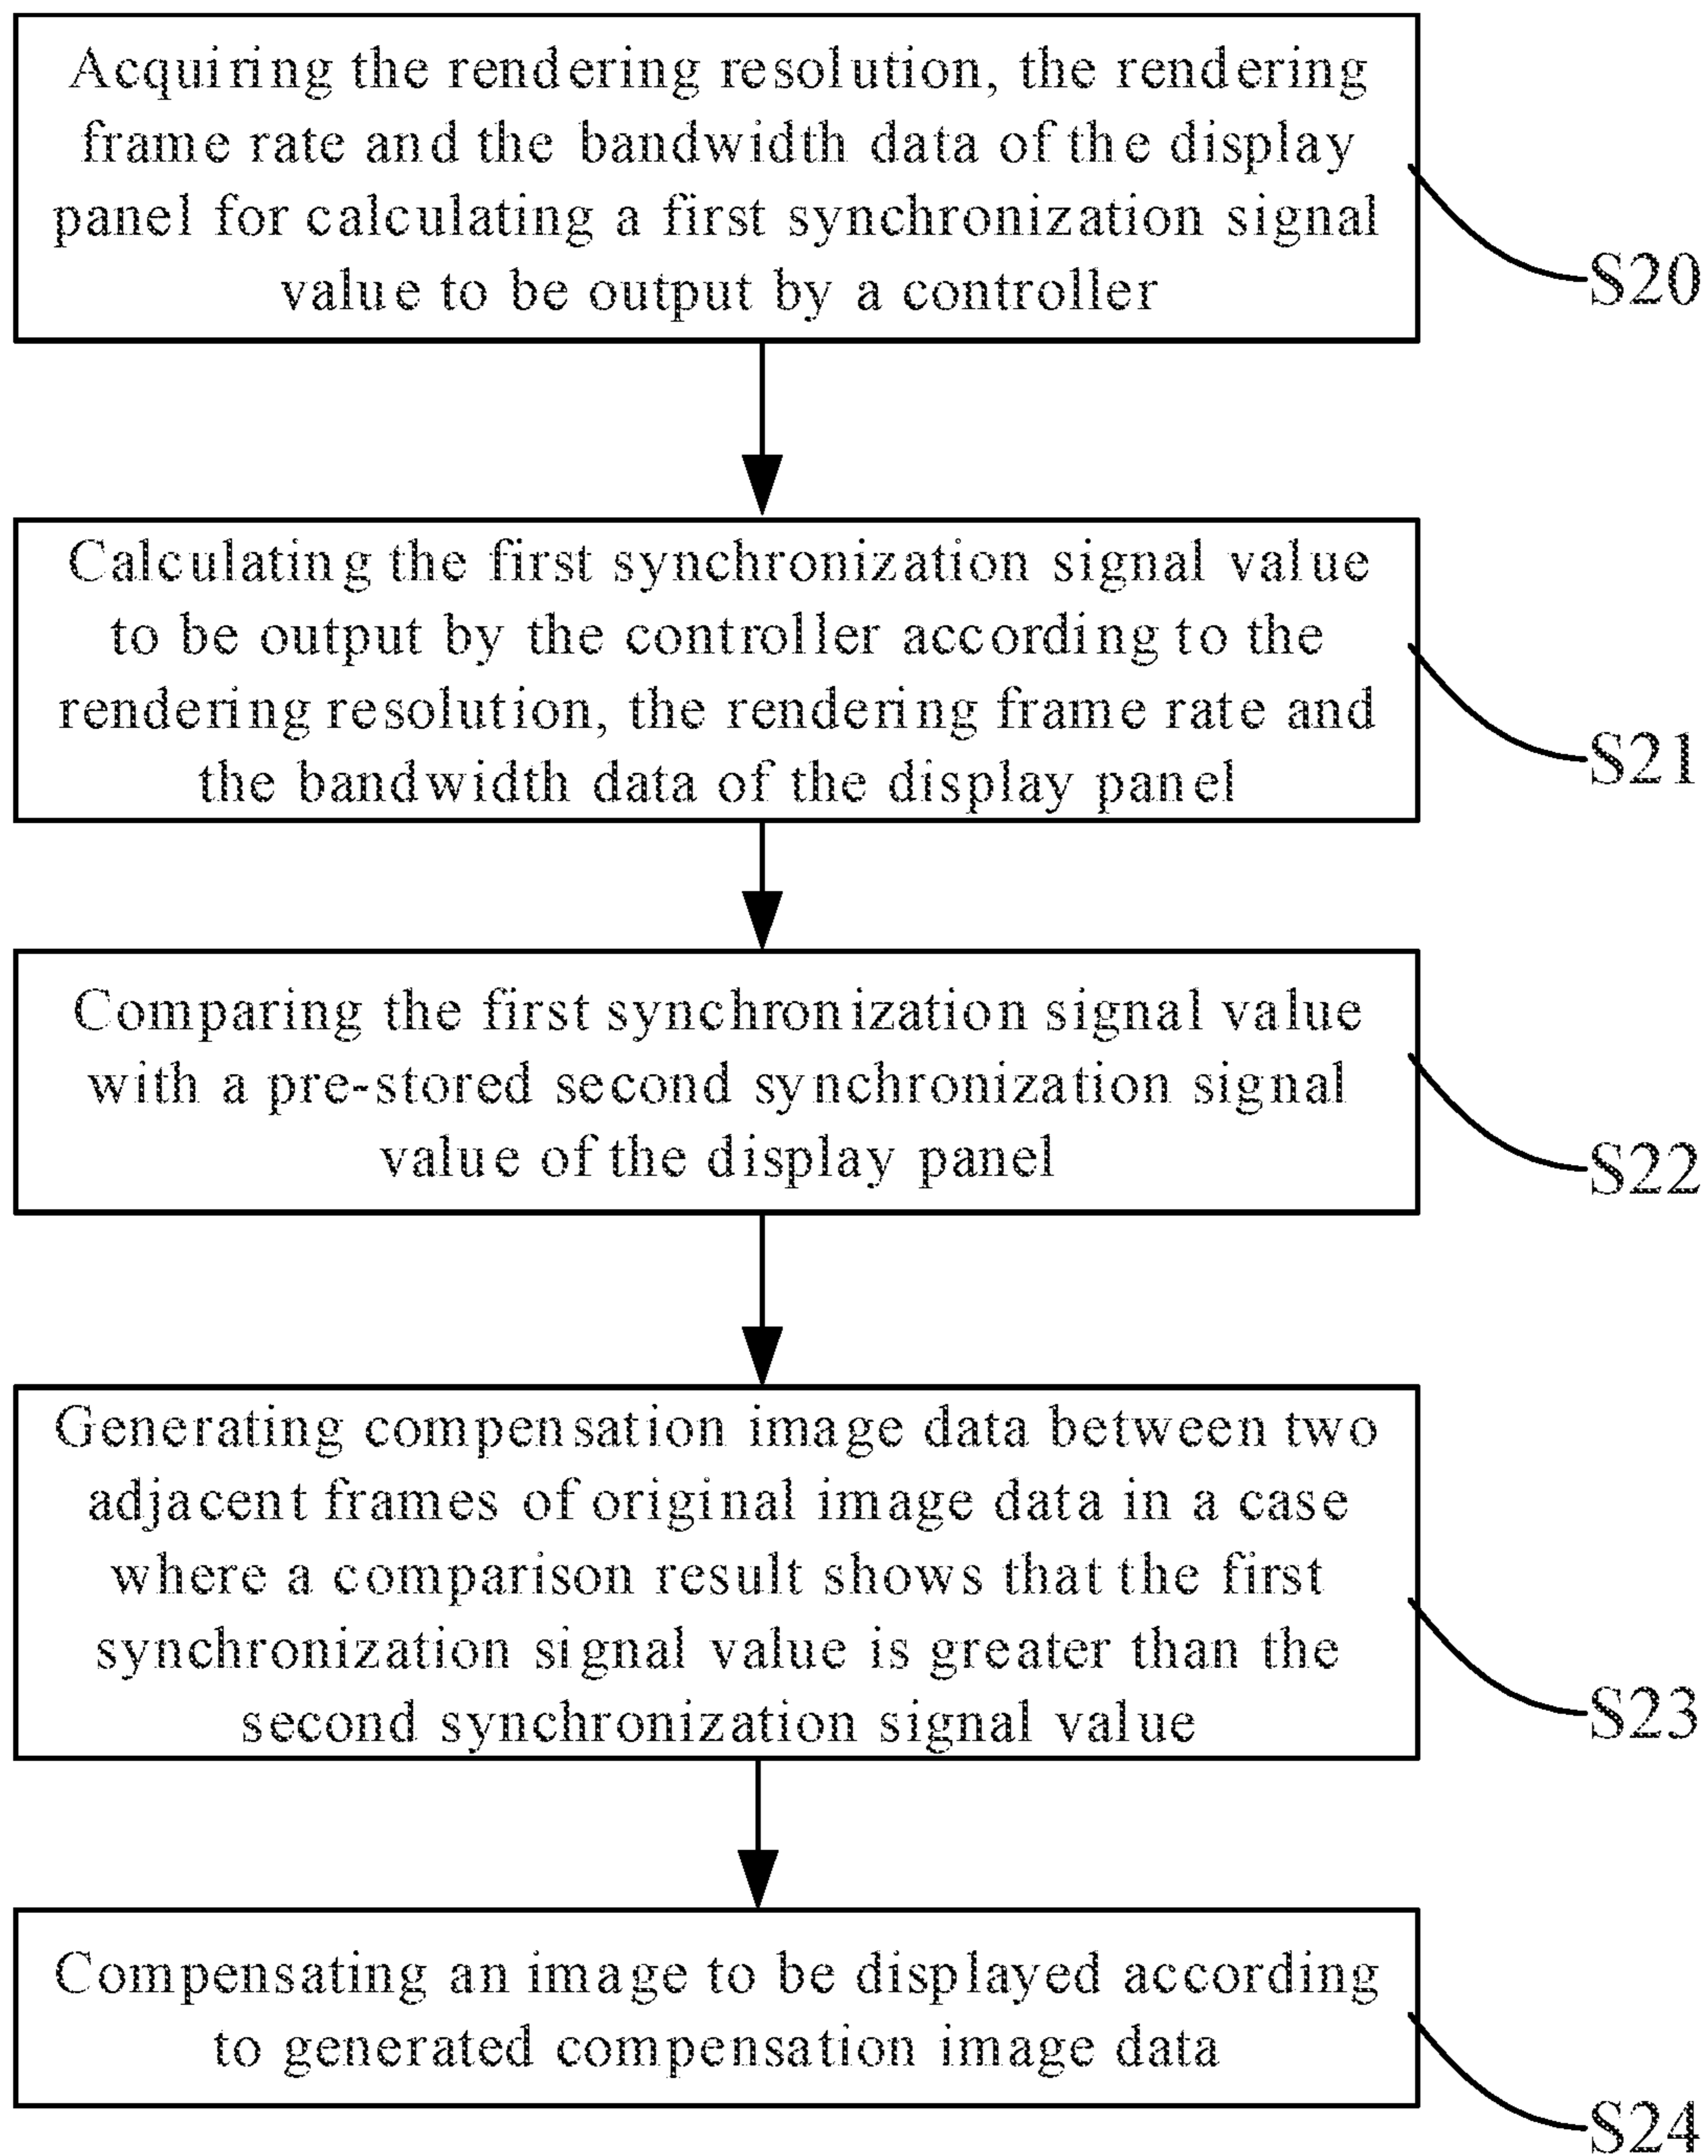 Acquiring the rendering resolution, the rendering
frame rate and the bandwidth data of the display
panel for calculating a first synchronization signal
value to be output by a controller
S20
Calculating the first synchronization signal value
to be output by the controller according to the
rendering resolution, the rendering frame rate and
the bandwidth data of the display panel
S21
Comparing the first synchronization signal value
with a pre-stored second synchronization signal
value of the display panel
S22
Generating compensation image data between two
adjacent frames of original image data in a case
where a comparison result shows that the first
synchronization signal value is greater than the
second synchronization signal value
S23
Compensating an image to be displayed according
to generated compensation image data
S24